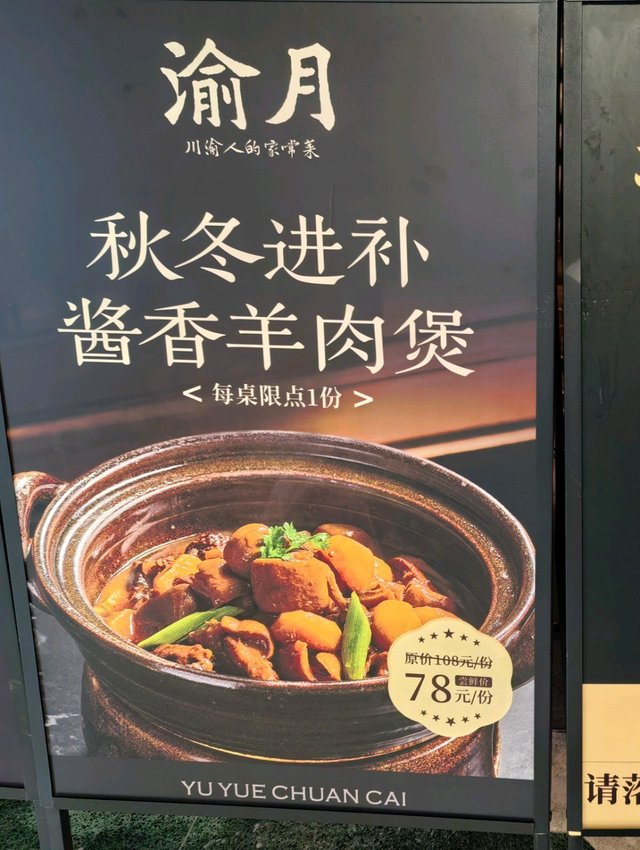 渝月
川渝人的家常菜
秋冬进补
酱香羊肉煲
< 每桌限点1份 >
原价108元/份
78 尝鲜价 元/份
YU YUE CHUAN CAI
请落